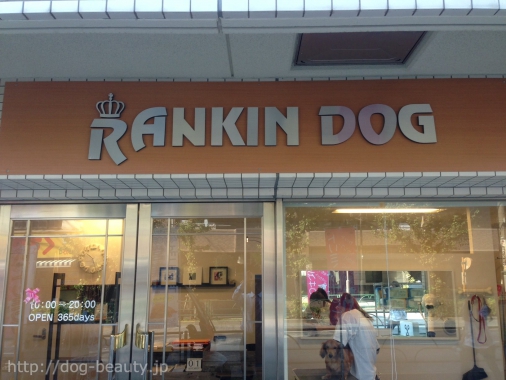 RANKIN DOG
10:00 - 20:00
OPEN 365days
http://dog-beauty.jp